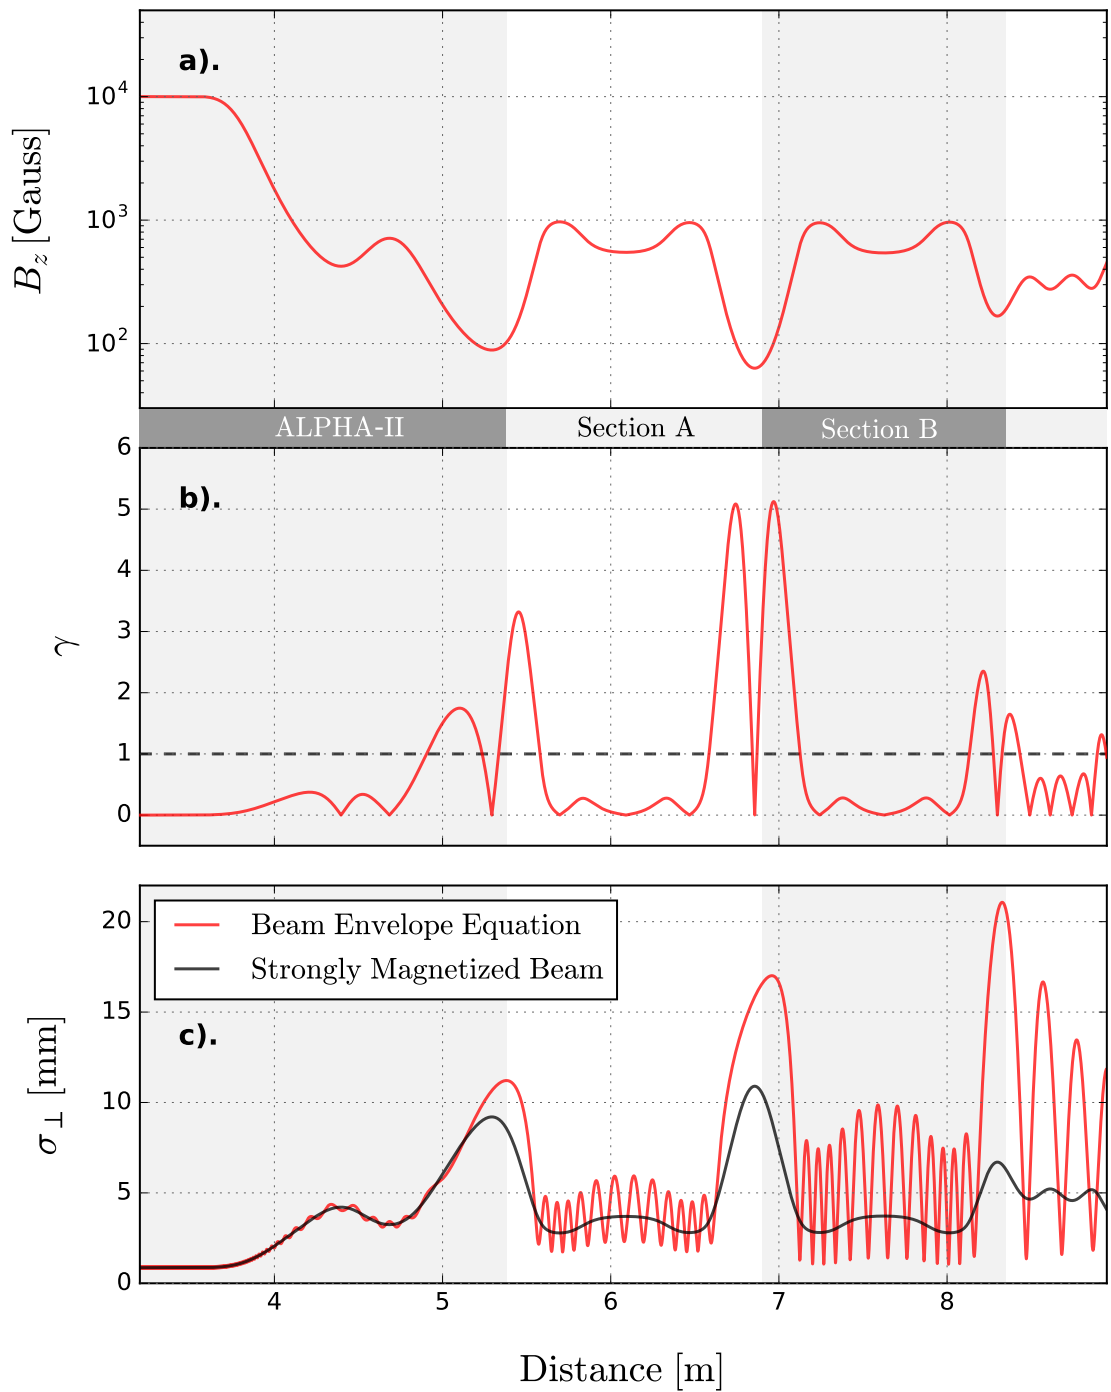 a).
10^4
10^3
10^2
B_z [Gauss]
ALPHA-II Section A Section B
b).
6
5
4
3
2
1
0
γ
Beam Envelope Equation
Strongly Magnetized Beam
c).
20
15
10
5
0
σ_⊥ [mm]
4 5 6 7 8
Distance [m]